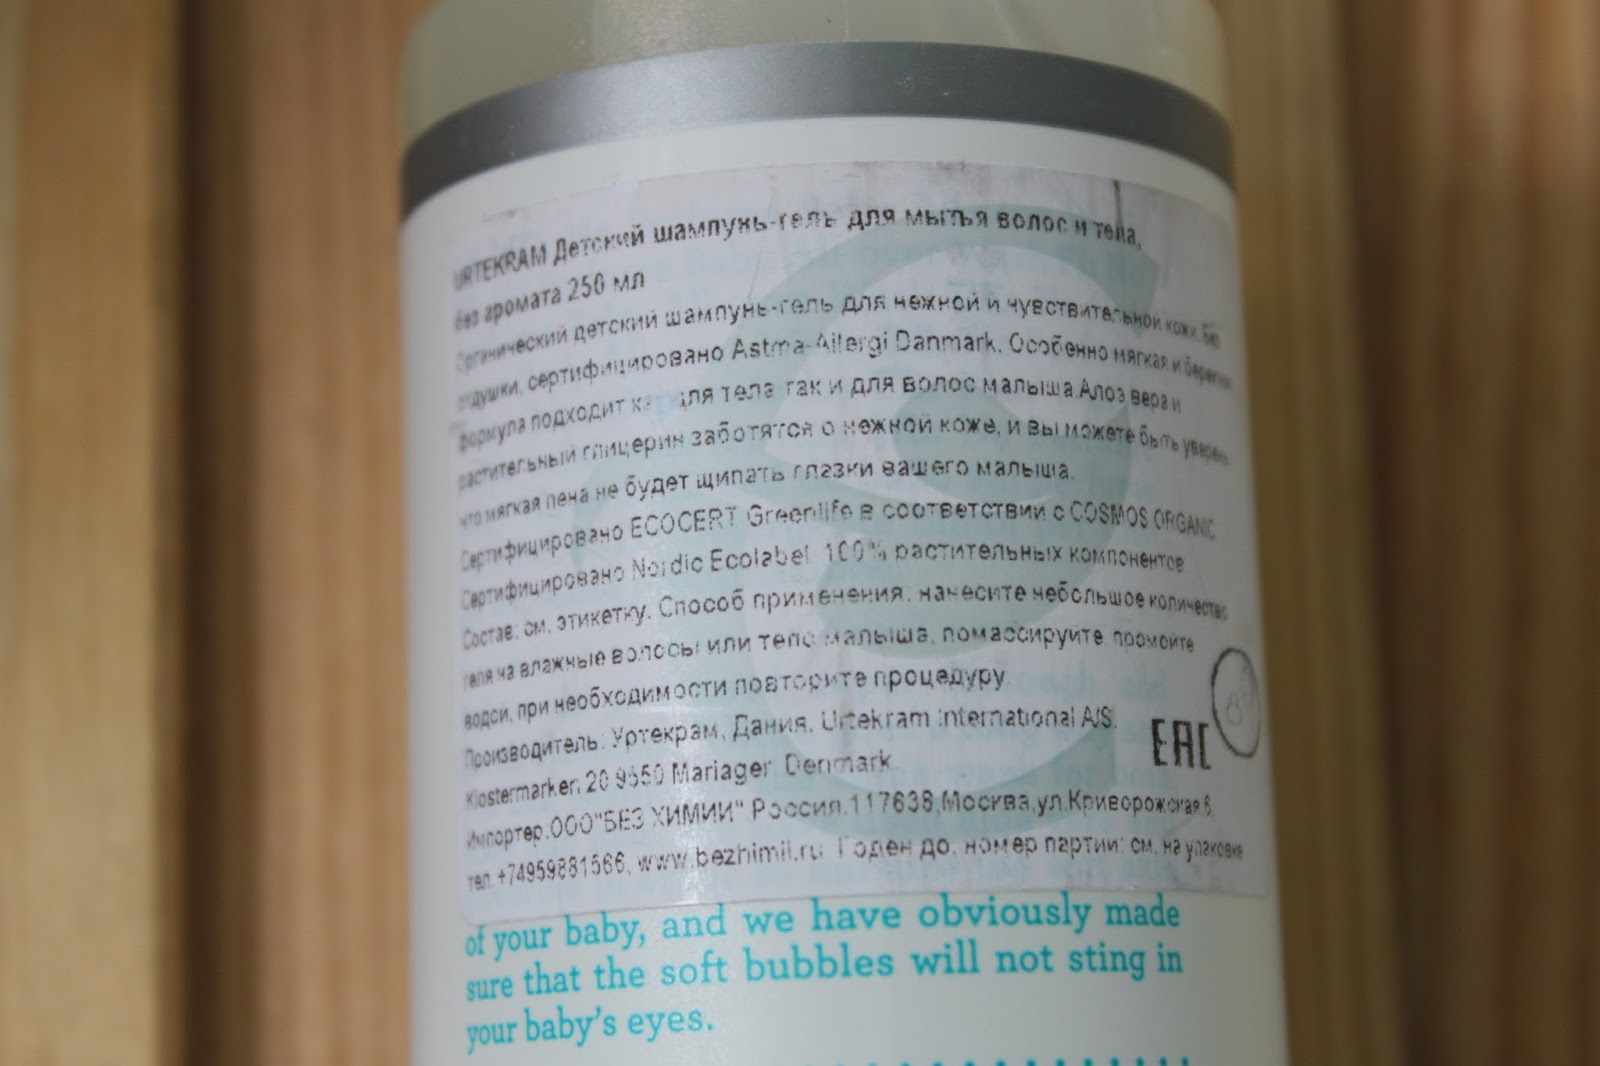 URTEKRAM Детский шампунь-гель для мытья волос и тела,
без аромата 250 мл
Органический детский шампунь-гель для нежной и чувствительной кожи. Без
отдушки, сертифицировано Astma-Allergi Danmark. Особенно мягкая и бережная
формула подходит как для тела так и для волос малыша.Алоэ вера и
растительный глицерин заботятся о нежной коже, и вы можете быть уверены
что мягкая пена не будет щипать глазки вашего малыша.
Сертифицировано ECOCERT Greenlife в соответствии с COSMOS ORGANIC
Сертифицировано Nordic Ecolabel. 100% растительных компонентов
Состав: см. этикетку. Способ применения: нанесите небольшое количество
геля на влажные волосы или тело малыша, помассируйте, промойте
водой, при необходимости повторите процедуру.
Производитель: Уртекрам, Дания, Urtekram International A/S.
Klostermarken 20 9550 Mariager. Denmark.
Импортер.ООО"БЕЗ ХИМИИ" Россия.117638,Москва,ул.Криворожская,6,
тел. +74959881566, www.bezhimii.ru Годен до, номер партии: см. на упаковке
EAC
of your baby, and we have obviously made
sure that the soft bubbles will not sting in
your baby's eyes.